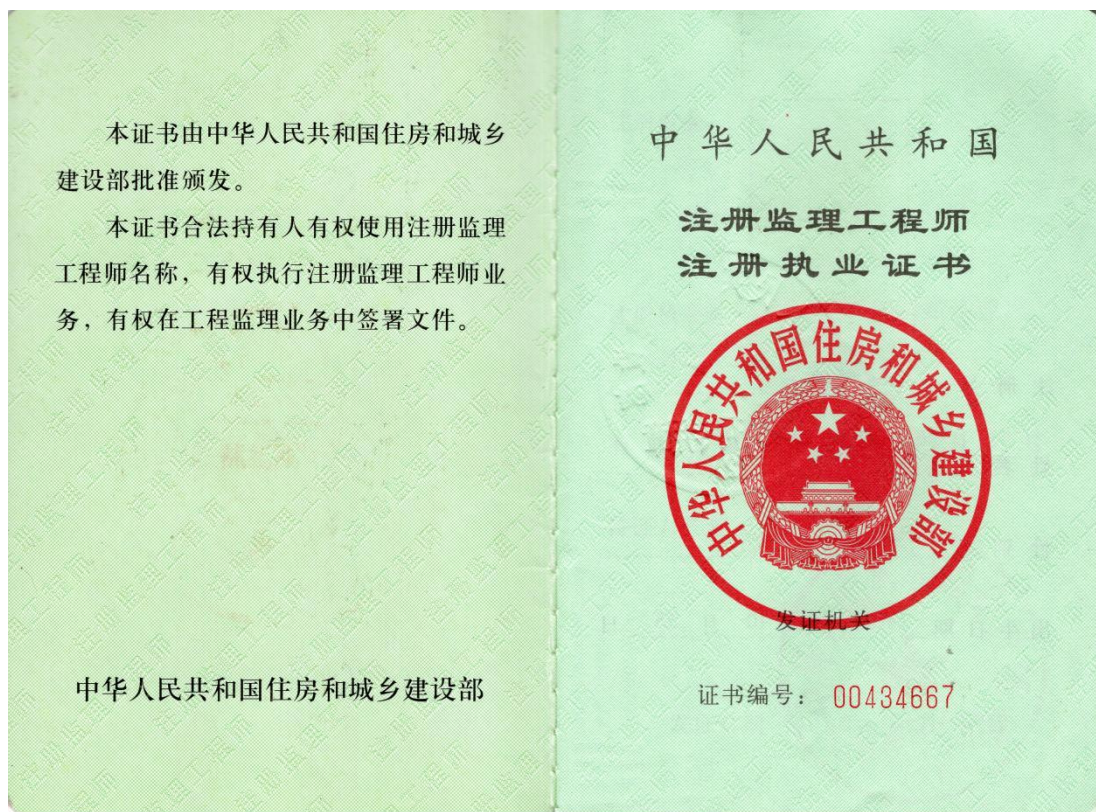 本证书由中华人民共和国住房和城乡
建设部批准颁发。
本证书合法持有人有权使用注册监理
工程师名称，有权执行注册监理工程师业
务，有权在工程监理业务中签署文件。
中华人民共和国住房和城乡建设部
中华人民共和国
注册监理工程师
注册执业证书
中华人民共和国住房和城乡建设部
发证机关
证书编号： 00434667